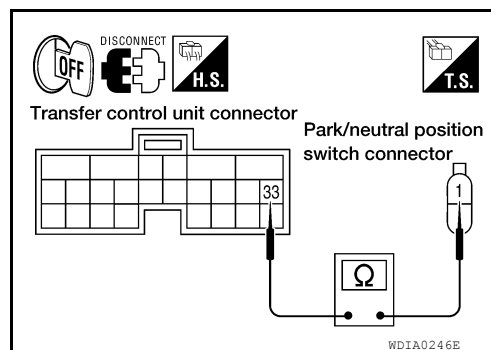 OFF
DISCONNECT
H.S.
T.S.
Transfer control unit connector
Park/neutral position
switch connector
33
1
Ω
WDIA0246E